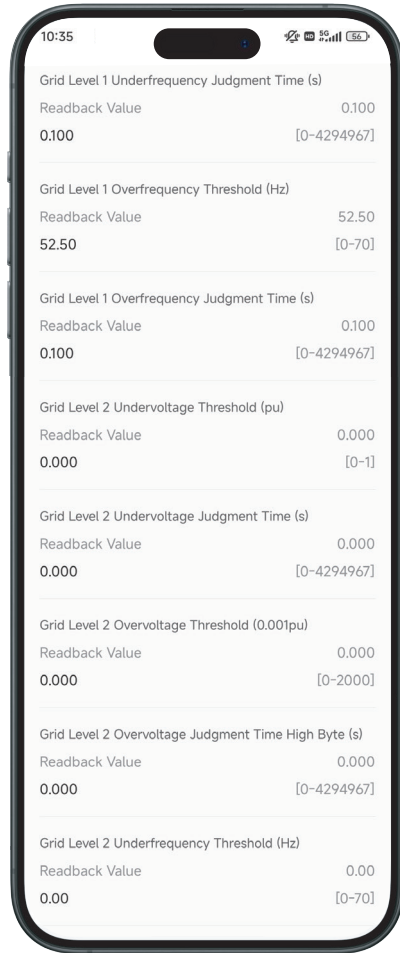 10:35
HD 5G 56
Grid Level 1 Underfrequency Judgment Time (s)
Readback Value 0.100
0.100 [0-4294967]
Grid Level 1 Overfrequency Threshold (Hz)
Readback Value 52.50
52.50 [0-70]
Grid Level 1 Overfrequency Judgment Time (s)
Readback Value 0.100
0.100 [0-4294967]
Grid Level 2 Undervoltage Threshold (pu)
Readback Value 0.000
0.000 [0-1]
Grid Level 2 Undervoltage Judgment Time (s)
Readback Value 0.000
0.000 [0-4294967]
Grid Level 2 Overvoltage Threshold (0.001pu)
Readback Value 0.000
0.000 [0-2000]
Grid Level 2 Overvoltage Judgment Time High Byte (s)
Readback Value 0.000
0.000 [0-4294967]
Grid Level 2 Underfrequency Threshold (Hz)
Readback Value 0.00
0.00 [0-70]